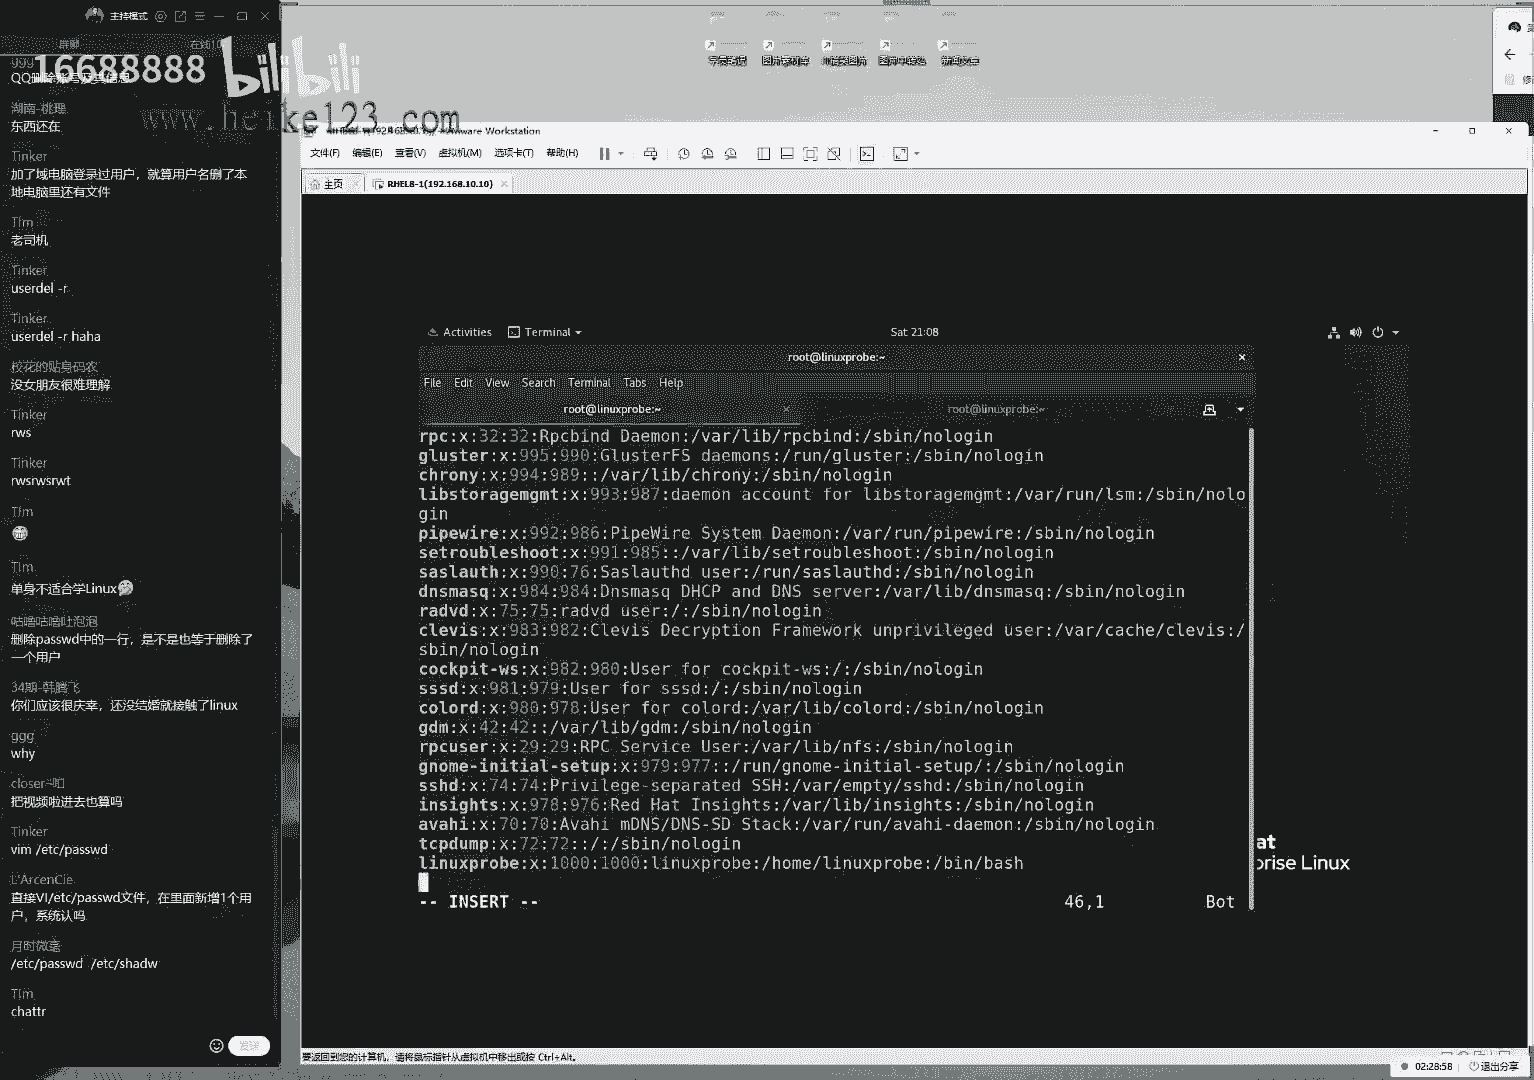 主持模式
群聊
16688888
bilibili
www.heike123.com
湖南-桃理
东西还在
Tinker
加了域电脑登录过用户，就算用户名删了本
地电脑里还有文件
Tim
老司机
Tinker
userdel -r
Tinker
userdel -r haha
校花的贴身码农
没女朋友很难理解
Tinker
rws
Tinker
rwsrwsrwt
Tim
Tim
单身不适合学Linux
咕噜咕噜吐泡泡
删除passwd中的一行，是不是也等于删除了
一个用户
34期-韩腾飞
你们应该很庆幸，还没结婚就接触了linux
ggg
why
把视频啦进去也算吗
Tinker
vim /etc/passwd
L'ArcenCie
直接VI/etc/passwd文件，在里面新增1个用
户，系统认吗
月时微毫
/etc/passwd /etc/shadw
Tim
chattr
发送
VMware Workstation
文件(F) 编辑(E) 查看(V) 虚拟机(M) 选项卡(T) 帮助(H)
主页 RHEL8-1(192.168.10.10)
Activities Terminal Sat 21:08
root@linuxprobe:~
File Edit View Search Terminal Tabs Help
root@linuxprobe:~ root@linuxprobe:~
rpc:x:32:32:Rpcbind Daemon:/var/lib/rpcbind:/sbin/nologin
gluster:x:995:990:GlusterFS daemons:/run/gluster:/sbin/nologin
chrony:x:994:989::/var/lib/chrony:/sbin/nologin
libstoragemgmt:x:993:987:daemon account for libstoragemgmt:/var/run/lsm:/sbin/nolo
gin
pipewire:x:992:986:PipeWire System Daemon:/var/run/pipewire:/sbin/nologin
setroubleshoot:x:991:985::/var/lib/setroubleshoot:/sbin/nologin
saslauth:x:990:76:Saslauthd user:/run/saslauthd:/sbin/nologin
dnsmasq:x:984:984:Dnsmasq DHCP and DNS server:/var/lib/dnsmasq:/sbin/nologin
radvd:x:75:75:radvd user:/:/sbin/nologin
clevis:x:983:982:Clevis Decryption Framework unprivileged user:/var/cache/clevis:/
sbin/nologin
cockpit-ws:x:982:980:User for cockpit-ws:/:/sbin/nologin
sssd:x:981:979:User for sssd:/:/sbin/nologin
colord:x:980:978:User for colord:/var/lib/colord:/sbin/nologin
gdm:x:42:42::/var/lib/gdm:/sbin/nologin
rpcuser:x:29:29:RPC Service User:/var/lib/nfs:/sbin/nologin
gnome-initial-setup:x:979:977::/run/gnome-initial-setup/:/sbin/nologin
sshd:x:74:74:Privilege-separated SSH:/var/empty/sshd:/sbin/nologin
insights:x:978:976:Red Hat Insights:/var/lib/insights:/sbin/nologin
avahi:x:70:70:Avahi mDNS/DNS-SD Stack:/var/run/avahi-daemon:/sbin/nologin
tcpdump:x:72:72::/:/sbin/nologin
linuxprobe:x:1000:1000:linuxprobe:/home/linuxprobe:/bin/bash
-- INSERT -- 46,1 Bot
at
prise Linux
要返回到您的计算机，请将鼠标指针从虚拟机中移出或按 Ctrl+Alt。
02:28:58 退出分享